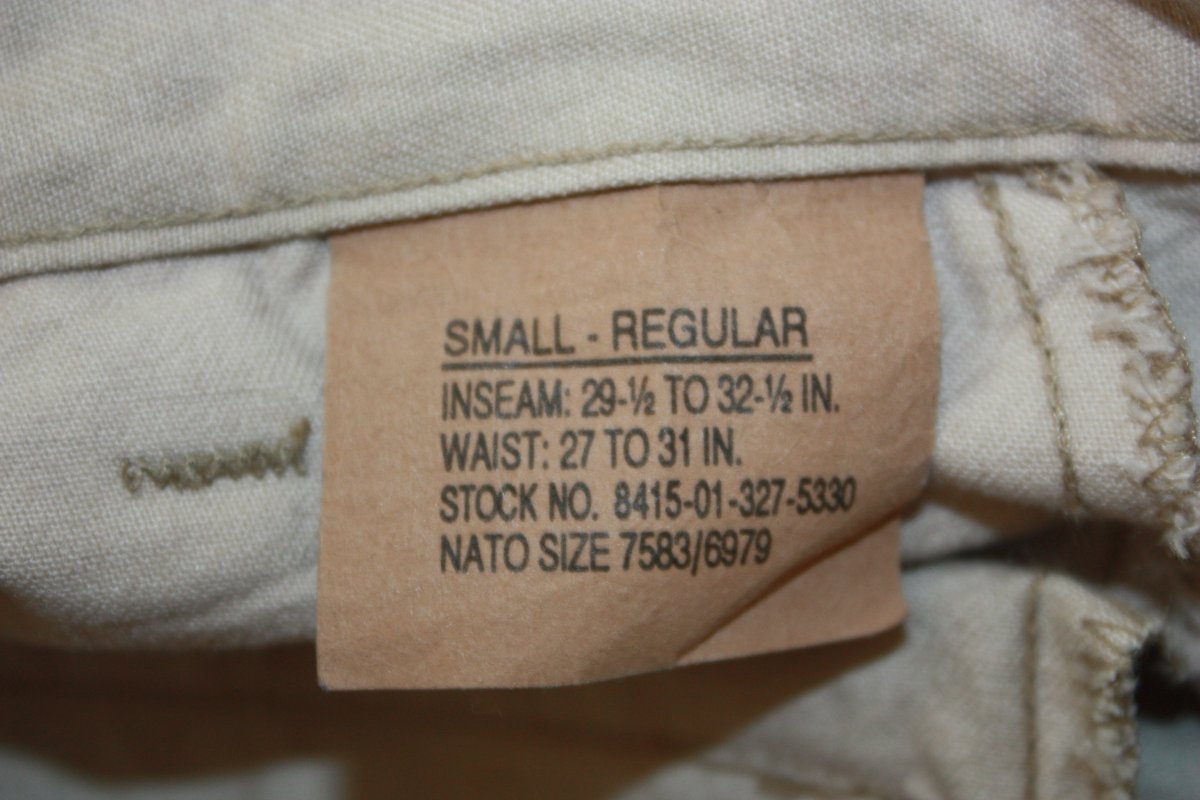 SMALL - REGULAR
INSEAM: 29-½ TO 32-½ IN.
WAIST: 27 TO 31 IN.
STOCK NO. 8415-01-327-5330
NATO SIZE 7583/6979